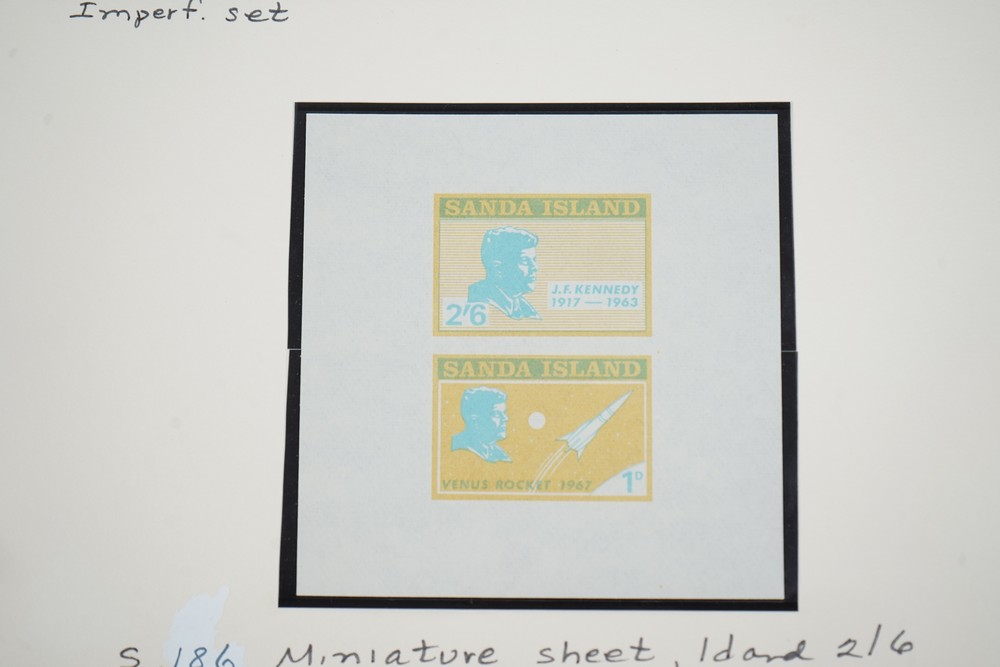 Imperf. set
SANDA ISLAND
J.F. KENNEDY
1917 — 1963
2/6
SANDA ISLAND
VENUS ROCKET 1967
1D
S 186 Miniature sheet, 1d and 2/6